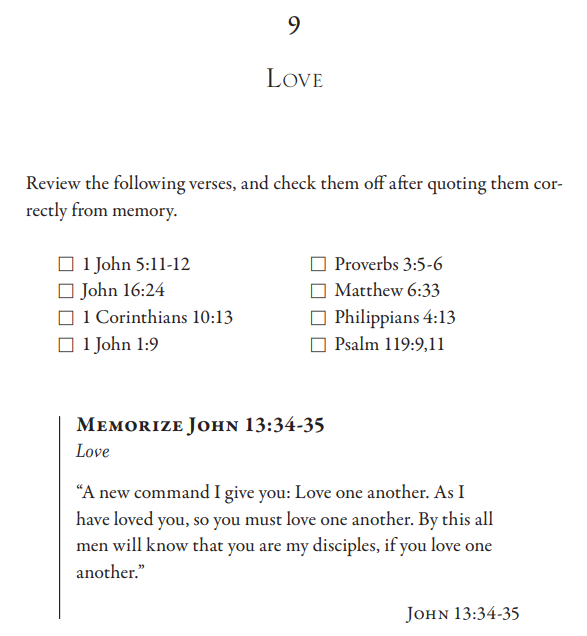 9
Love
Review the following verses, and check them off after quoting them cor-
rectly from memory.
1 John 5:11-12
John 16:24
1 Corinthians 10:13
1 John 1:9
Proverbs 3:5-6
Matthew 6:33
Philippians 4:13
Psalm 119:9,11
Memorize John 13:34-35
Love
“A new command I give you: Love one another. As I
have loved you, so you must love one another. By this all
men will know that you are my disciples, if you love one
another.”
John 13:34-35